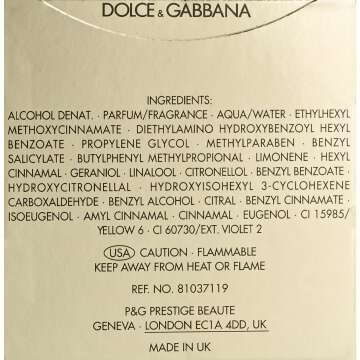 DOLCE & GABBANA
INGREDIENTS:
ALCOHOL DENAT. · PARFUM/FRAGRANCE · AQUA/WATER · ETHYLHEXYL
METHOXYCINNAMATE · DIETHYLAMINO HYDROXYBENZOYL HEXYL
BENZOATE · PROPYLENE GLYCOL · METHYLPARABEN · BENZYL
SALICYLATE · BUTYLPHENYL METHYLPROPIONAL · LIMONENE · HEXYL
CINNAMAL · GERANIOL · LINALOOL · CITRONELLOL · BENZYL BENZOATE ·
HYDROXYCITRONELLAL · HYDROXYISOHEXYL 3-CYCLOHEXENE
CARBOXALDEHYDE · BENZYL ALCOHOL · CITRAL · BENZYL CINNAMATE ·
ISOEUGENOL · AMYL CINNAMAL · CINNAMAL · EUGENOL · CI 15985/
YELLOW 6 · CI 60730/EXT. VIOLET 2
USA CAUTION - FLAMMABLE
KEEP AWAY FROM HEAT OR FLAME
REF. NO. 81037119
P&G PRESTIGE BEAUTE
GENEVA · LONDON EC1A 4DD, UK
MADE IN UK